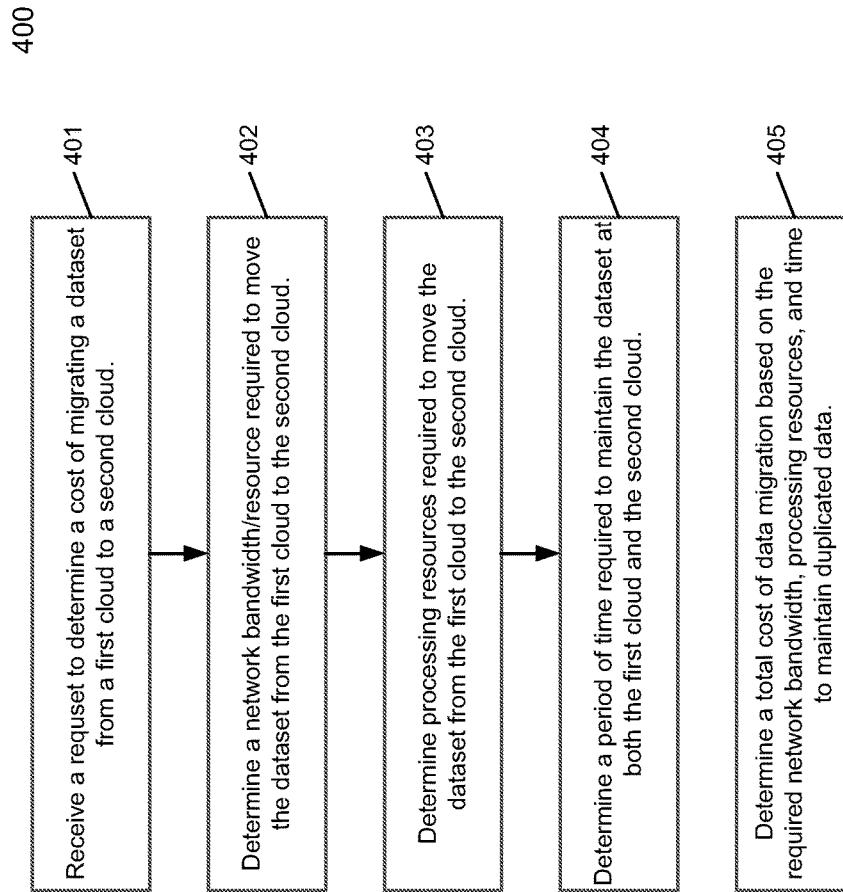 400
Receive a requset to determine a cost of migrating a dataset
from a first cloud to a second cloud.
401
Determine a network bandwidth/resource required to move
the dataset from the first cloud to the second cloud.
402
Determine processing resources required to move the
dataset from the first cloud to the second cloud.
403
Determine a period of time required to maintain the dataset at
both the first cloud and the second cloud.
404
Determine a total cost of data migration based on the
required network bandwidth, processing resources, and time
to maintain duplicated data.
405